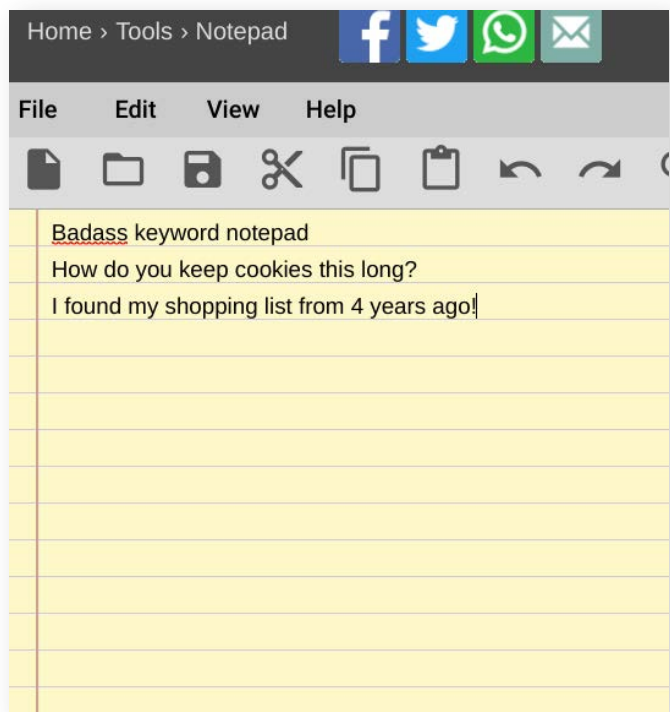 Home › Tools › Notepad
File Edit View Help
Badass keyword notepad
How do you keep cookies this long?
I found my shopping list from 4 years ago!